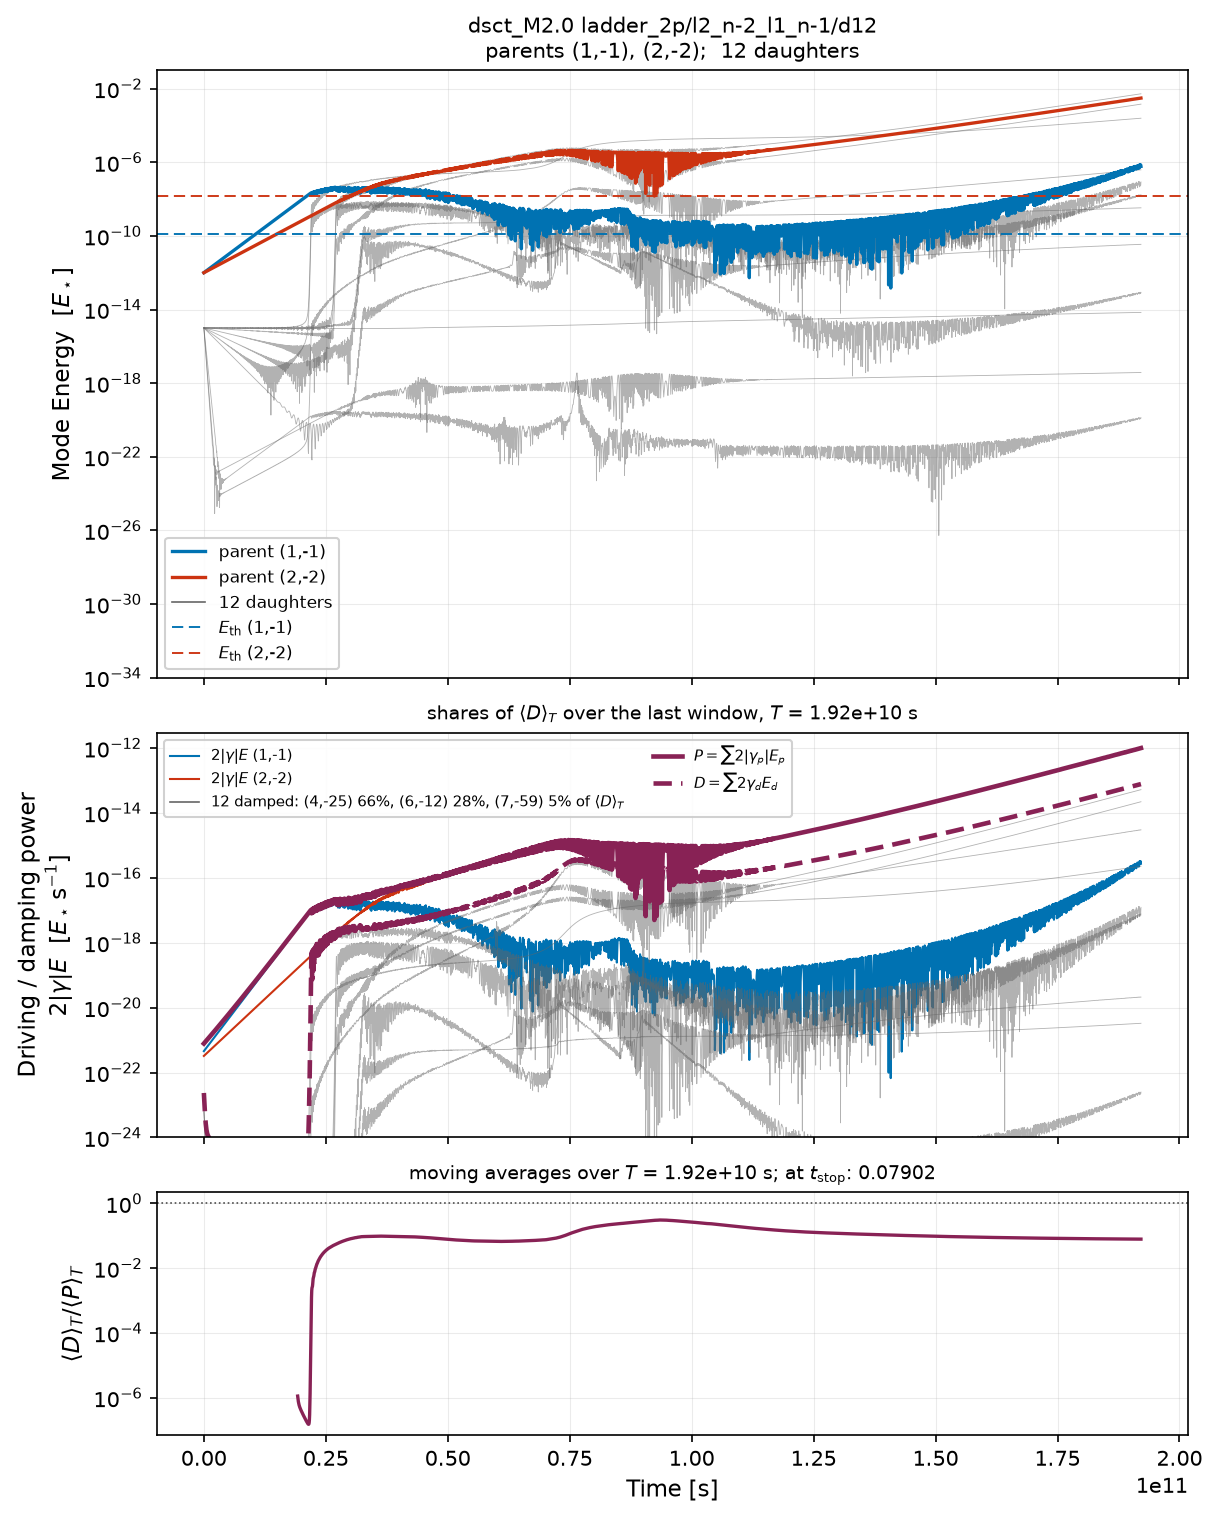 dsct_M2.0 ladder_2p/l2_n-2_l1_n-1/d12
parents (1,-1), (2,-2);  12 daughters
Mode Energy  [E⋆]
10⁻²
10⁻⁶
10⁻¹⁰
10⁻¹⁴
10⁻¹⁸
10⁻²²
10⁻²⁶
10⁻³⁰
10⁻³⁴
parent (1,-1)
parent (2,-2)
12 daughters
E_th (1,-1)
E_th (2,-2)
shares of ⟨D⟩_T over the last window, T = 1.92e+10 s
Driving / damping power
2|γ|E  [E⋆ s⁻¹]
10⁻¹²
10⁻¹⁴
10⁻¹⁶
10⁻¹⁸
10⁻²⁰
10⁻²²
10⁻²⁴
2|γ|E (1,-1)
2|γ|E (2,-2)
12 damped: (4,-25) 66%, (6,-12) 28%, (7,-59) 5% of ⟨D⟩_T
P = ∑2|γ_p|E_p
D = ∑2γ_dE_d
moving averages over T = 1.92e+10 s; at t_stop: 0.07902
⟨D⟩_T/⟨P⟩_T
10⁰
10⁻²
10⁻⁴
10⁻⁶
0.00 0.25 0.50 0.75 1.00 1.25 1.50 1.75 2.00
1e11
Time [s]